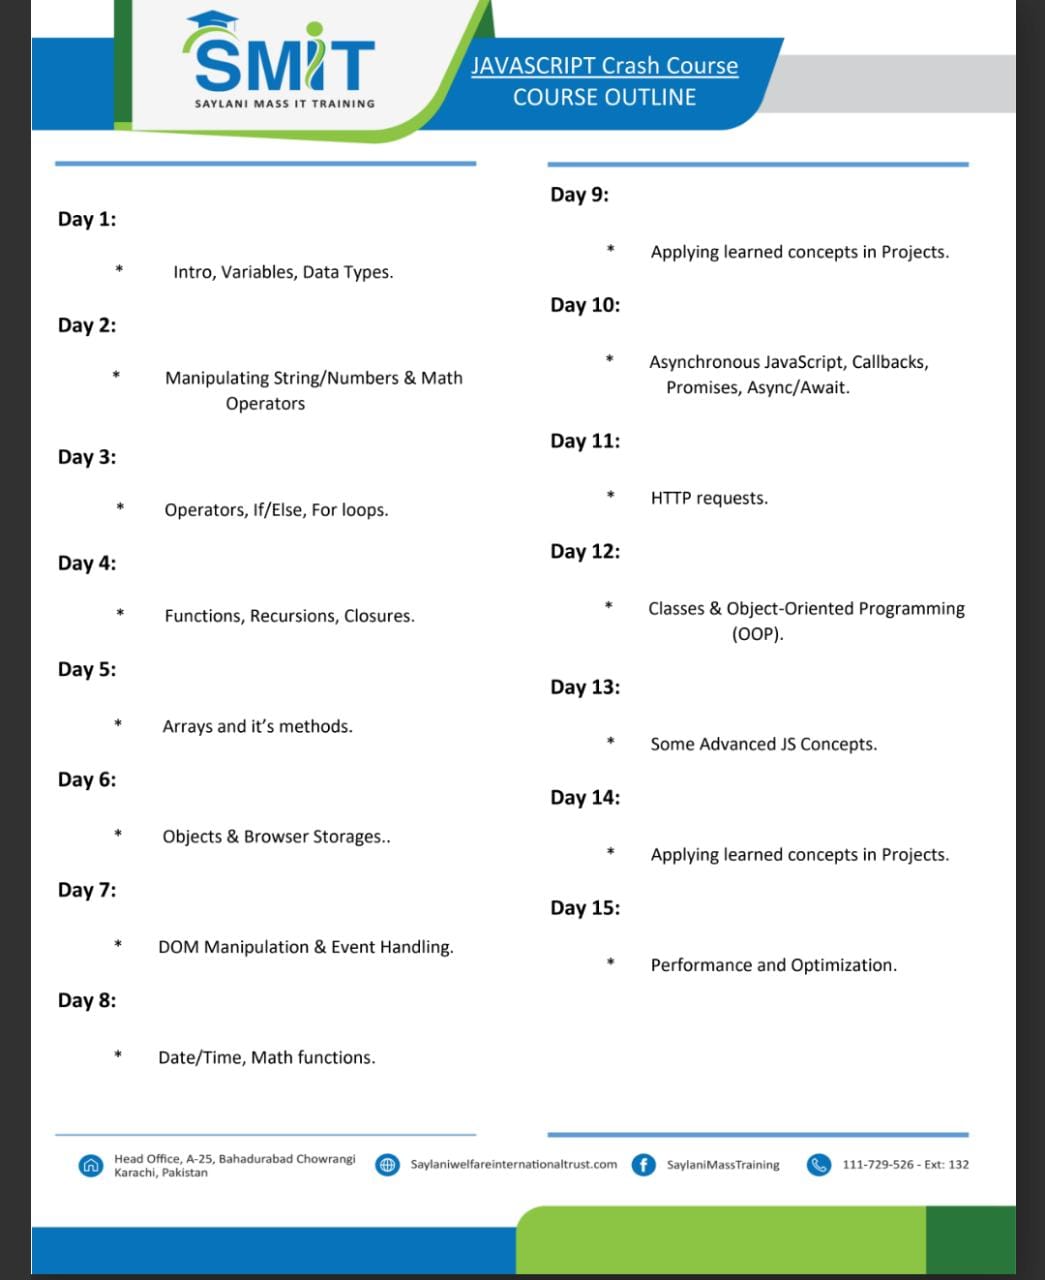 SMiT
SAYLANI MASS IT TRAINING
JAVASCRIPT Crash Course
COURSE OUTLINE
Day 1:
* Intro, Variables, Data Types.
Day 2:
* Manipulating String/Numbers & Math
Operators
Day 3:
* Operators, If/Else, For loops.
Day 4:
* Functions, Recursions, Closures.
Day 5:
* Arrays and it’s methods.
Day 6:
* Objects & Browser Storages..
Day 7:
* DOM Manipulation & Event Handling.
Day 8:
* Date/Time, Math functions.
Day 9:
* Applying learned concepts in Projects.
Day 10:
* Asynchronous JavaScript, Callbacks,
Promises, Async/Await.
Day 11:
* HTTP requests.
Day 12:
* Classes & Object-Oriented Programming
(OOP).
Day 13:
* Some Advanced JS Concepts.
Day 14:
* Applying learned concepts in Projects.
Day 15:
* Performance and Optimization.
Head Office, A-25, Bahadurabad Chowrangi
Karachi, Pakistan
Saylaniwelfareinternationaltrust.com
SaylaniMassTraining
111-729-526 - Ext: 132